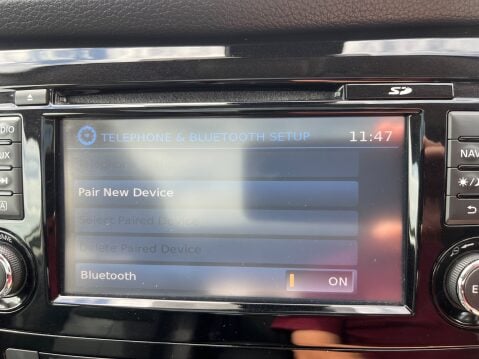 SD
TELEPHONE & BLUETOOTH SETUP 11:47
Pair New Device
Select Paired Device
Delete Paired Device
Bluetooth ON
NAV